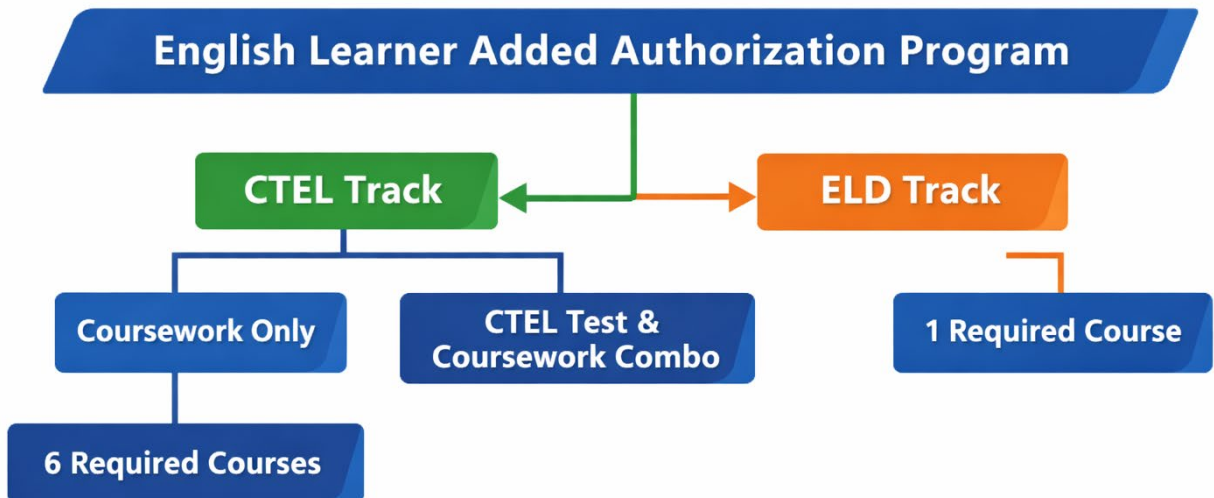 English Learner Added Authorization Program
CTEL Track
ELD Track
Coursework Only
CTEL Test &
Coursework Combo
1 Required Course
6 Required Courses